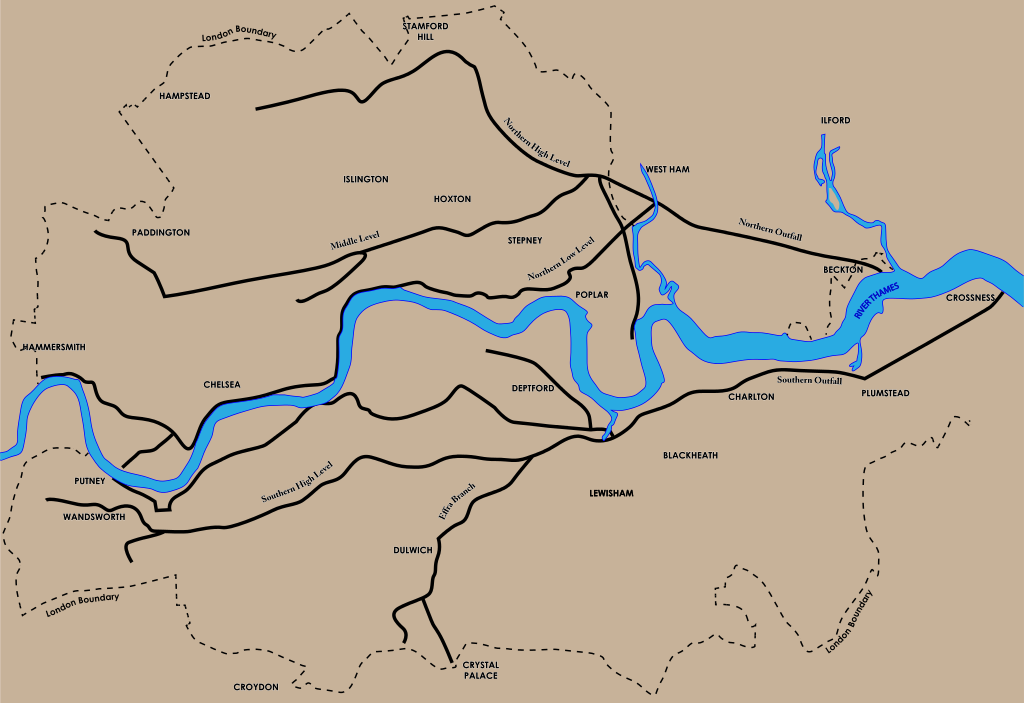 STAMFORD
HILL
London Boundary
HAMPSTEAD
ILFORD
Northern High Level
WEST HAM
ISLINGTON
HOXTON
PADDINGTON
Middle Level
STEPNEY
Northern Outfall
Northern Low Level
BECKTON
POPLAR
RIVER THAMES
CROSSNESS
HAMMERSMITH
CHELSEA
DEPTFORD
Southern Outfall
CHARLTON
PLUMSTEAD
BLACKHEATH
PUTNEY
Southern High Level
Effra Branch
LEWISHAM
WANDSWORTH
DULWICH
London Boundary
London Boundary
CRYSTAL
PALACE
CROYDON